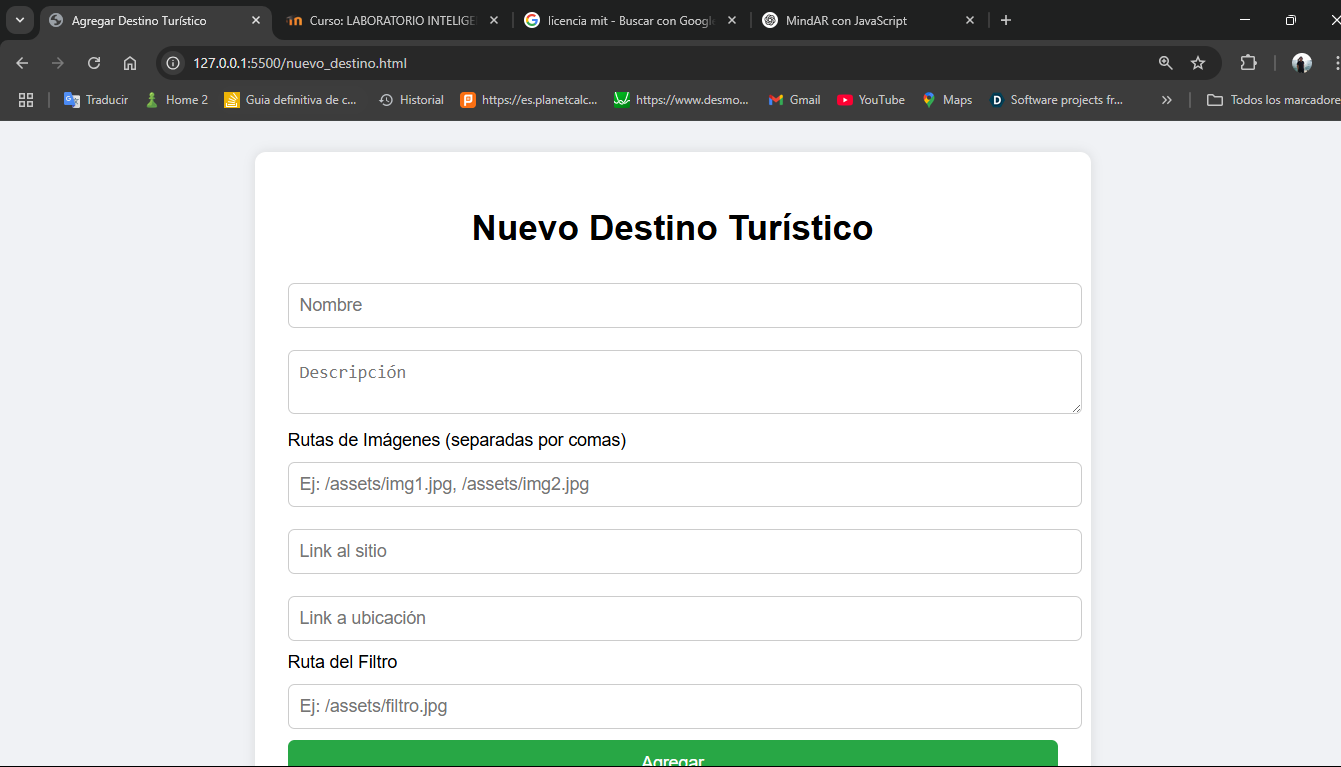 Agregar Destino Turístico
Curso: LABORATORIO INTELIGE
licencia mit - Buscar con Google
MindAR con JavaScript
127.0.0.1:5500/nuevo_destino.html
Traducir
Home 2
Guia definitiva de c...
Historial
https://es.planetcalc...
https://www.desmo...
Gmail
YouTube
Maps
Software projects fr...
Todos los marcadore
Nuevo Destino Turístico
Nombre
Descripción
Rutas de Imágenes (separadas por comas)
Ej: /assets/img1.jpg, /assets/img2.jpg
Link al sitio
Link a ubicación
Ruta del Filtro
Ej: /assets/filtro.jpg
Agregar